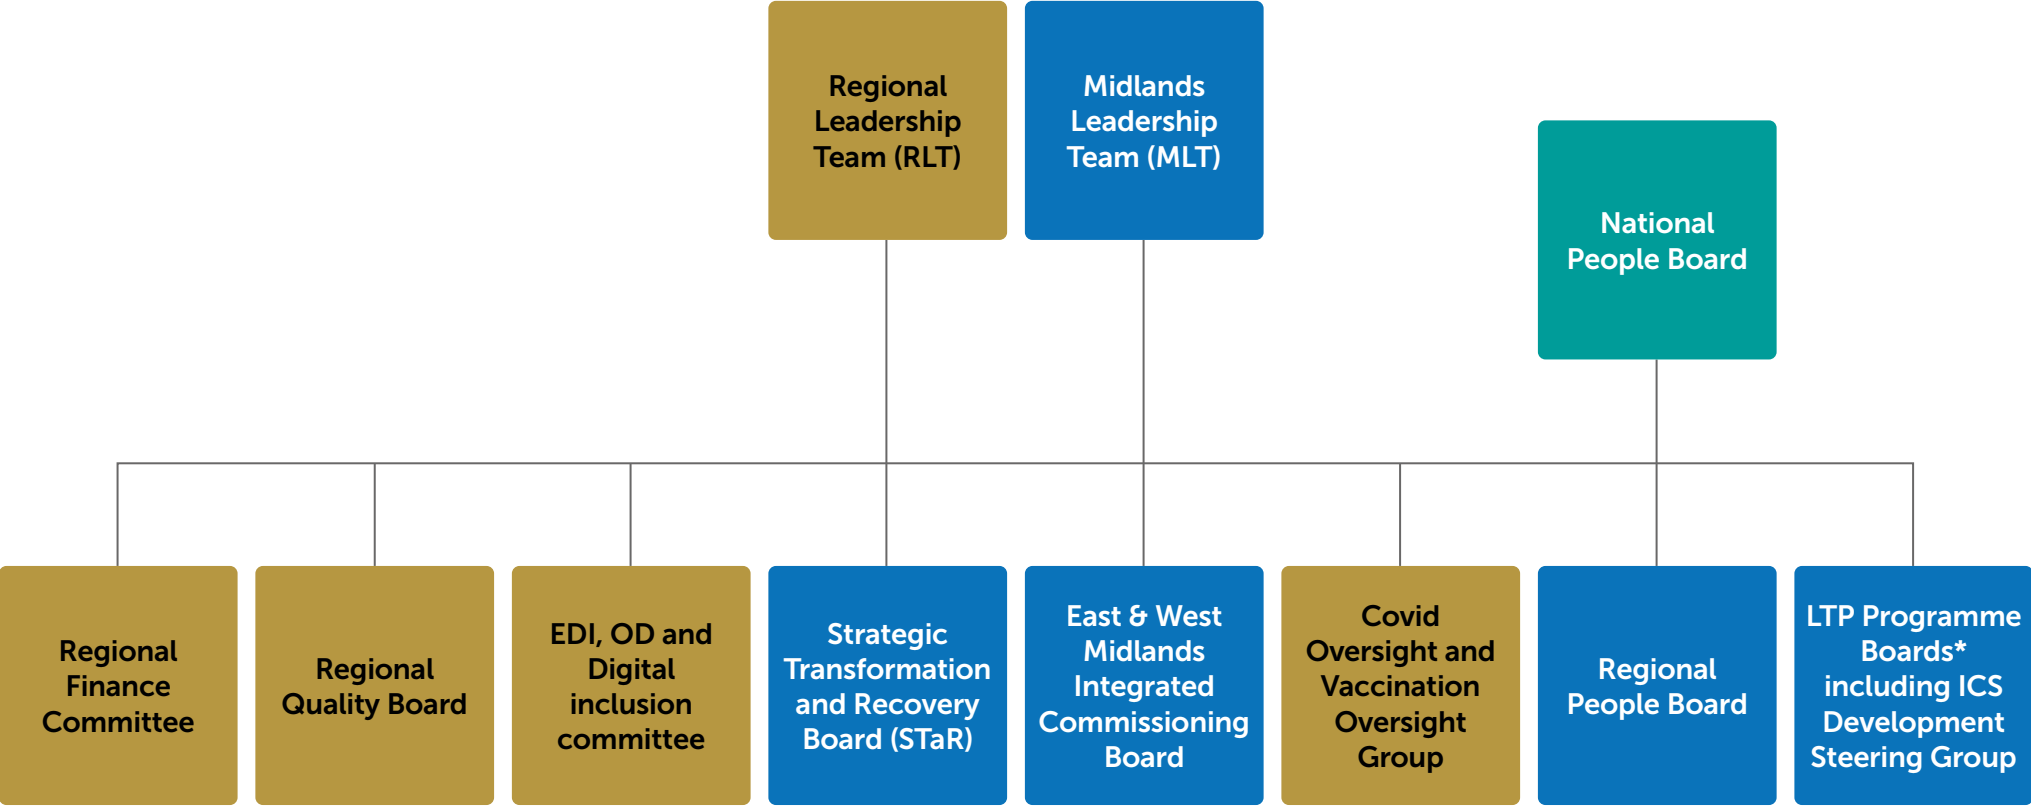 Regional
Leadership
Team (RLT)
Midlands
Leadership
Team (MLT)
National
People Board
Regional
Finance
Committee
Regional
Quality Board
EDI, OD and
Digital
inclusion
committee
Strategic
Transformation
and Recovery
Board (STaR)
East & West
Midlands
Integrated
Commissioning
Board
Covid
Oversight and
Vaccination
Oversight
Group
Regional
People Board
LTP Programme
Boards*
including ICS
Development
Steering Group